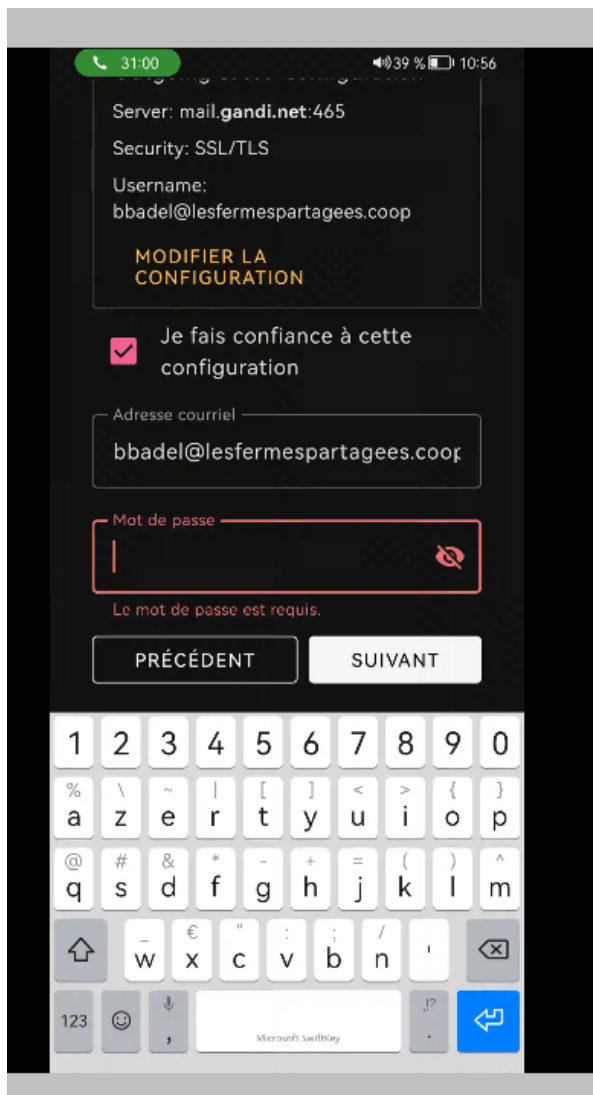 31:00
39 %
10:56
Outgoing configuration
Server: mail.gandi.net:465
Security: SSL/TLS
Username:
bbadel@lesfermespartagees.coop
MODIFIER LA
CONFIGURATION
Je fais confiance à cette
configuration
Adresse courriel
bbadel@lesfermespartagees.coop
Mot de passe
Le mot de passe est requis.
PRÉCÉDENT SUIVANT
1 2 3 4 5 6 7 8 9 0
% \ ~ | [ ] < > { }
a z e r t y u i o p
@ # & * - + = ( ) ^
q s d f g h j k l m
_ € " : ; /
w x c v b n '
123 , Microsoft SwiftKey ,!? .